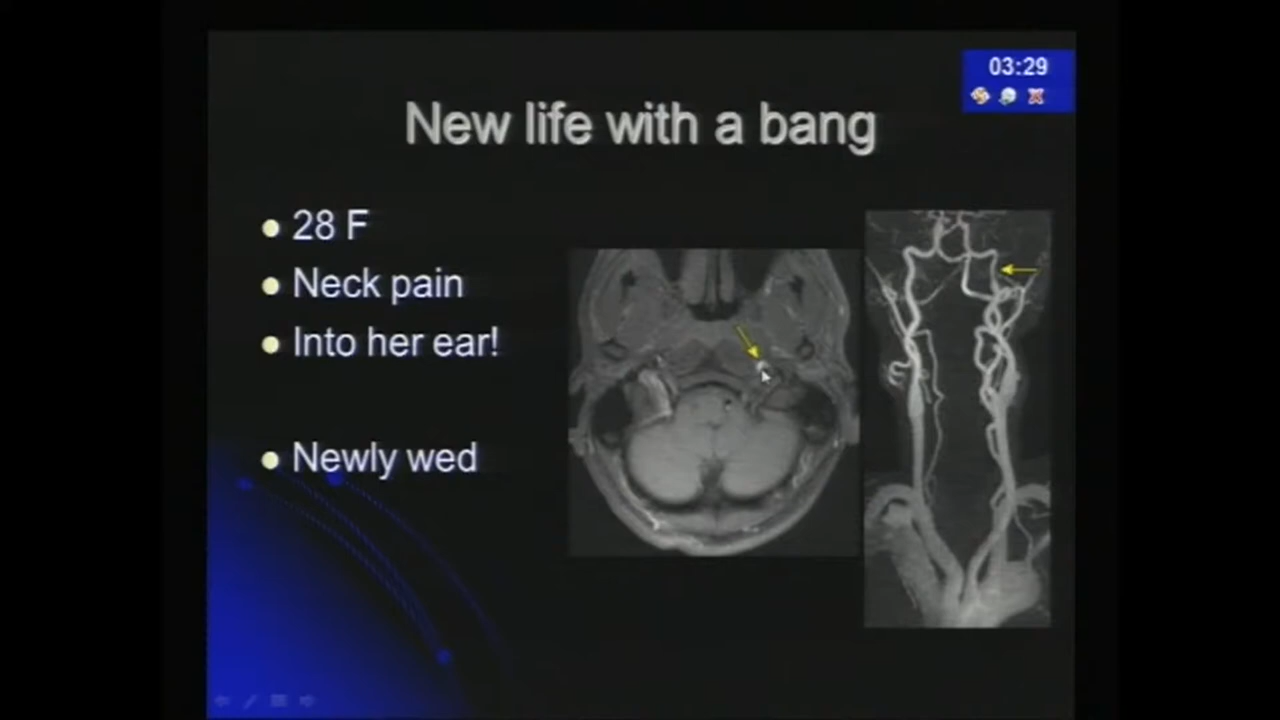 03:29
New life with a bang
28 F
Neck pain
Into her ear!
Newly wed